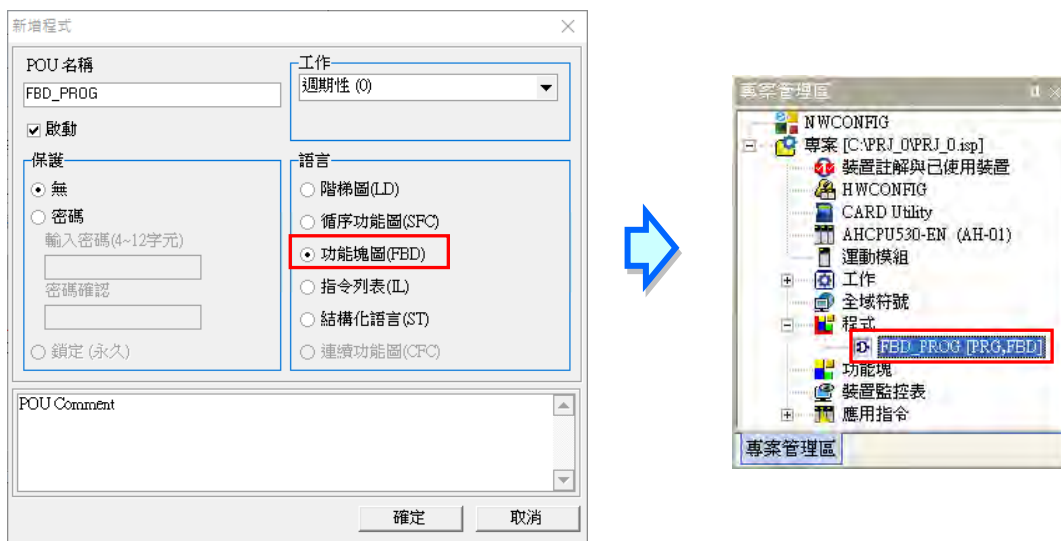 新增程式
POU 名稱
FBD_PROG
啟動
工作
週期性 (0)
保護
無
密碼
輸入密碼(4~12字元)
密碼確認
鎖定 (永久)
語言
階梯圖(LD)
循序功能圖(SFC)
功能塊圖(FBD)
指令列表(IL)
結構化語言(ST)
連續功能圖(CFC)
POU Comment
確定
取消
專案管理區
NWCONFIG
專案 [C:\PRJ_0\PRJ_0.isp]
裝置註解與已使用裝置
HWCONFIG
CARD Utility
AHCPU530-EN (AH-01)
運動模組
工作
全域符號
程式
FBD_PROG [PRG,FBD]
功能塊
裝置監控表
應用指令
專案管理區